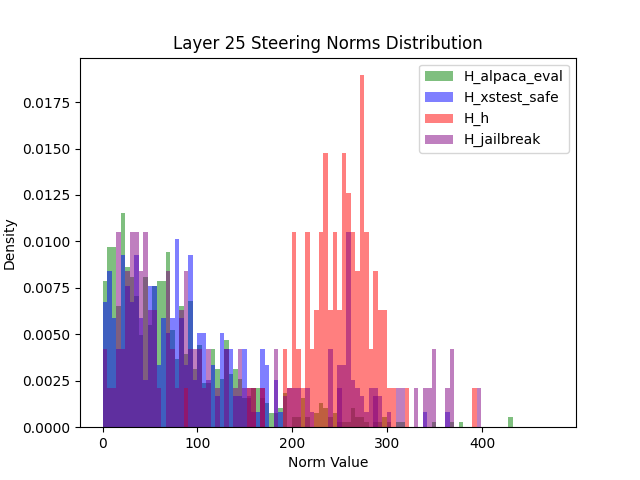 Layer 25 Steering Norms Distribution
H_alpaca_eval
H_xstest_safe
H_h
H_jailbreak
Density
0.0175
0.0150
0.0125
0.0100
0.0075
0.0050
0.0025
0.0000
0 100 200 300 400
Norm Value